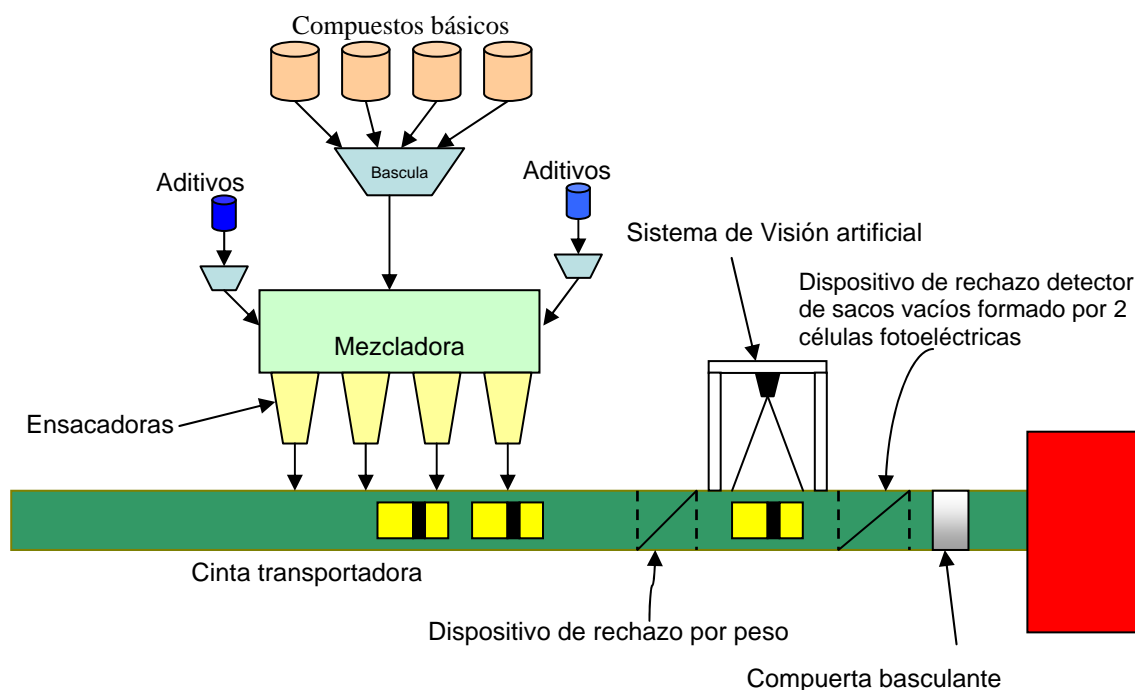 Compuestos básicos
Bascula
Aditivos
Aditivos
Sistema de Visión artificial
Dispositivo de rechazo detector
de sacos vacíos formado por 2
células fotoeléctricas
Mezcladora
Ensacadoras
Cinta transportadora
Dispositivo de rechazo por peso
Compuerta basculante